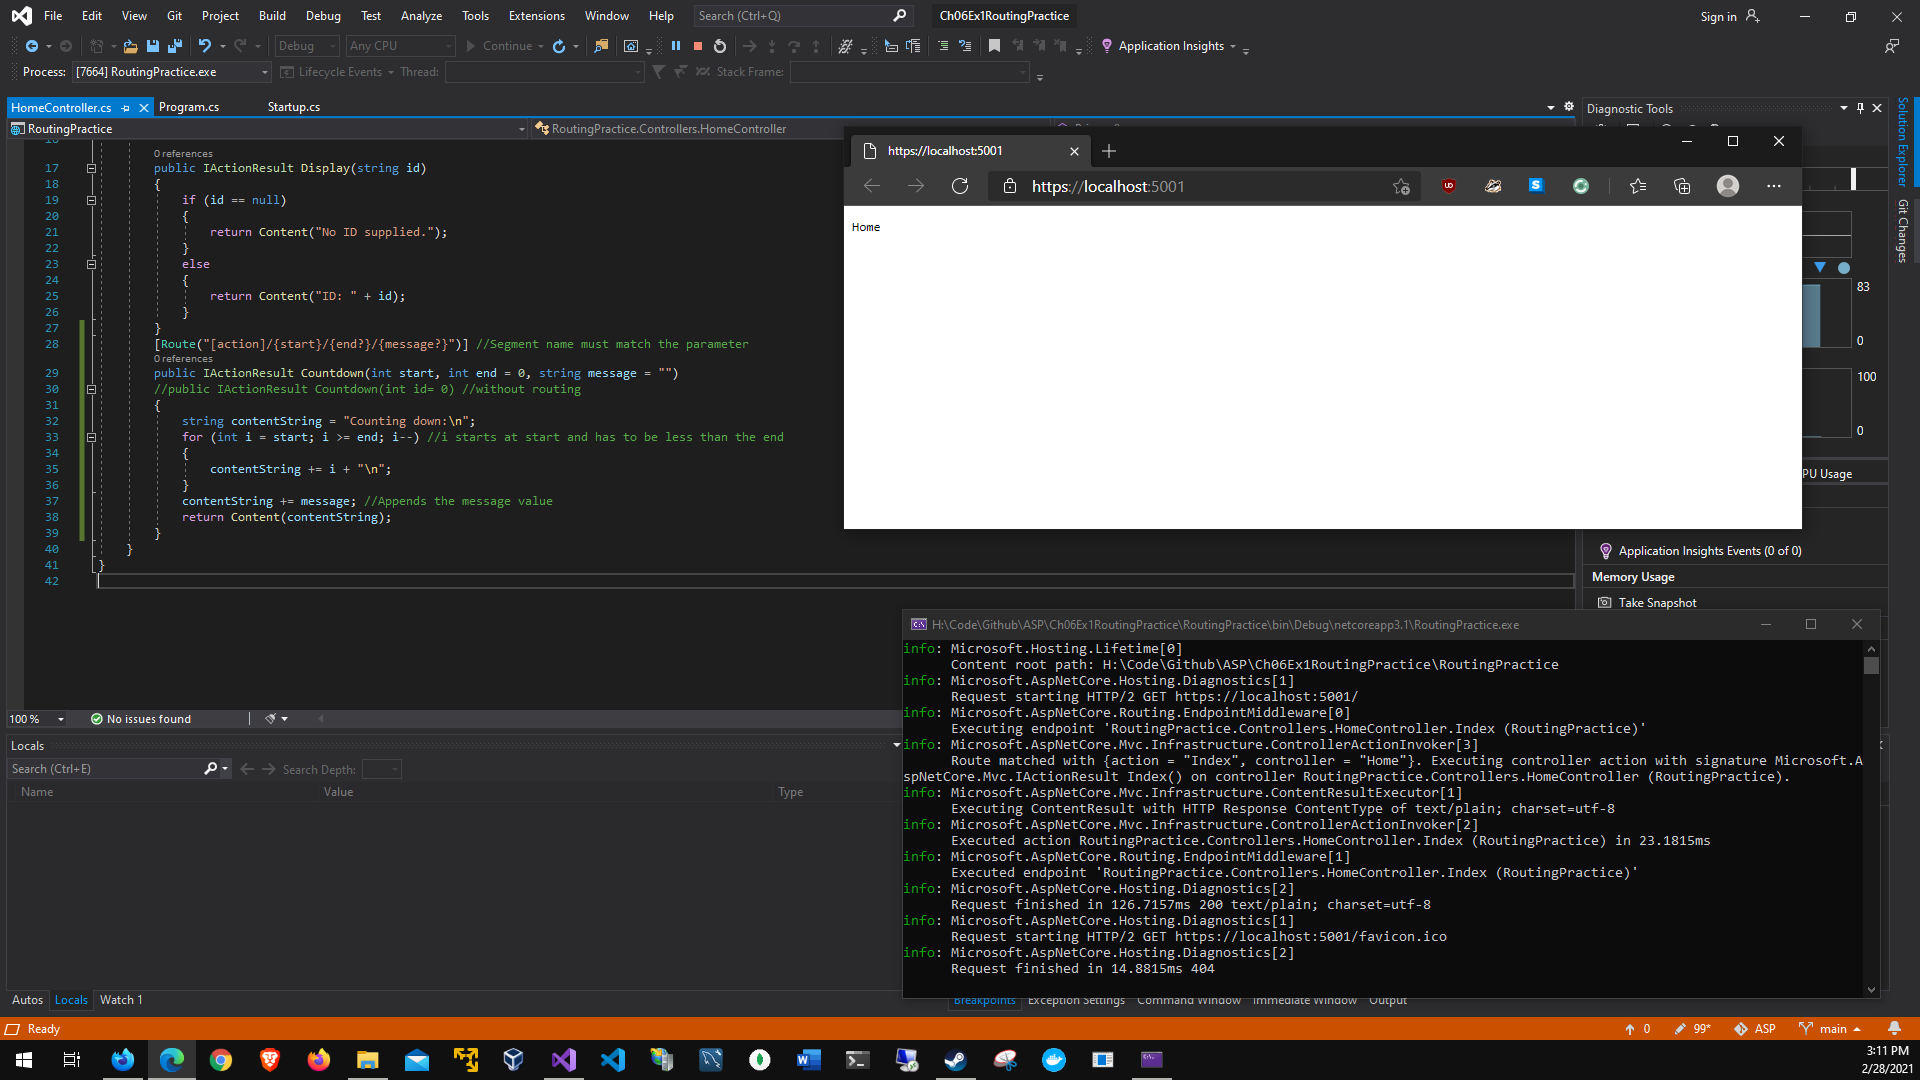 File Edit View Git Project Build Debug Test Analyze Tools Extensions Window Help Search (Ctrl+Q) Ch06Ex1RoutingPractice Sign in
Debug Any CPU Continue Application Insights
Process: [7664] RoutingPractice.exe Lifecycle Events Thread: Stack Frame:
HomeController.cs Program.cs Startup.cs
RoutingPractice RoutingPractice.Controllers.HomeController
0 references
17 public IActionResult Display(string id)
18 {
19 if (id == null)
20 {
21 return Content("No ID supplied.");
22 }
23 else
24 {
25 return Content("ID: " + id);
26 }
27 }
28 [Route("[action]/{start}/{end?}/{message?}")] //Segment name must match the parameter
0 references
29 public IActionResult Countdown(int start, int end = 0, string message = "")
30 //public IActionResult Countdown(int id= 0) //without routing
31 {
32 string contentString = "Counting down:\n";
33 for (int i = start; i >= end; i--) //i starts at start and has to be less than the end
34 {
35 contentString += i + "\n";
36 }
37 contentString += message; //Appends the message value
38 return Content(contentString);
39 }
40 }
41 }
42
100 % No issues found
Locals
Search (Ctrl+E) Search Depth:
Name Value Type
Autos Locals Watch 1
https://localhost:5001
https://localhost:5001
Home
Diagnostic Tools
Solution Explorer
Git Changes
83
0
100
0
PU Usage
Application Insights Events (0 of 0)
Memory Usage
Take Snapshot
H:\Code\Github\ASP\Ch06Ex1RoutingPractice\RoutingPractice\bin\Debug\netcoreapp3.1\RoutingPractice.exe
info: Microsoft.Hosting.Lifetime[0]
Content root path: H:\Code\Github\ASP\Ch06Ex1RoutingPractice\RoutingPractice
info: Microsoft.AspNetCore.Hosting.Diagnostics[1]
Request starting HTTP/2 GET https://localhost:5001/
info: Microsoft.AspNetCore.Routing.EndpointMiddleware[0]
Executing endpoint 'RoutingPractice.Controllers.HomeController.Index (RoutingPractice)'
info: Microsoft.AspNetCore.Mvc.Infrastructure.ControllerActionInvoker[3]
Route matched with {action = "Index", controller = "Home"}. Executing controller action with signature Microsoft.A
spNetCore.Mvc.IActionResult Index() on controller RoutingPractice.Controllers.HomeController (RoutingPractice).
info: Microsoft.AspNetCore.Mvc.Infrastructure.ContentResultExecutor[1]
Executing ContentResult with HTTP Response ContentType of text/plain; charset=utf-8
info: Microsoft.AspNetCore.Mvc.Infrastructure.ControllerActionInvoker[2]
Executed action RoutingPractice.Controllers.HomeController.Index (RoutingPractice) in 23.1815ms
info: Microsoft.AspNetCore.Routing.EndpointMiddleware[1]
Executed endpoint 'RoutingPractice.Controllers.HomeController.Index (RoutingPractice)'
info: Microsoft.AspNetCore.Hosting.Diagnostics[2]
Request finished in 126.7157ms 200 text/plain; charset=utf-8
info: Microsoft.AspNetCore.Hosting.Diagnostics[1]
Request starting HTTP/2 GET https://localhost:5001/favicon.ico
info: Microsoft.AspNetCore.Hosting.Diagnostics[2]
Request finished in 14.8815ms 404
Breakpoints Exception Settings Command Window Immediate Window Output
Ready 0 99* ASP main
3:11 PM
2/28/2021